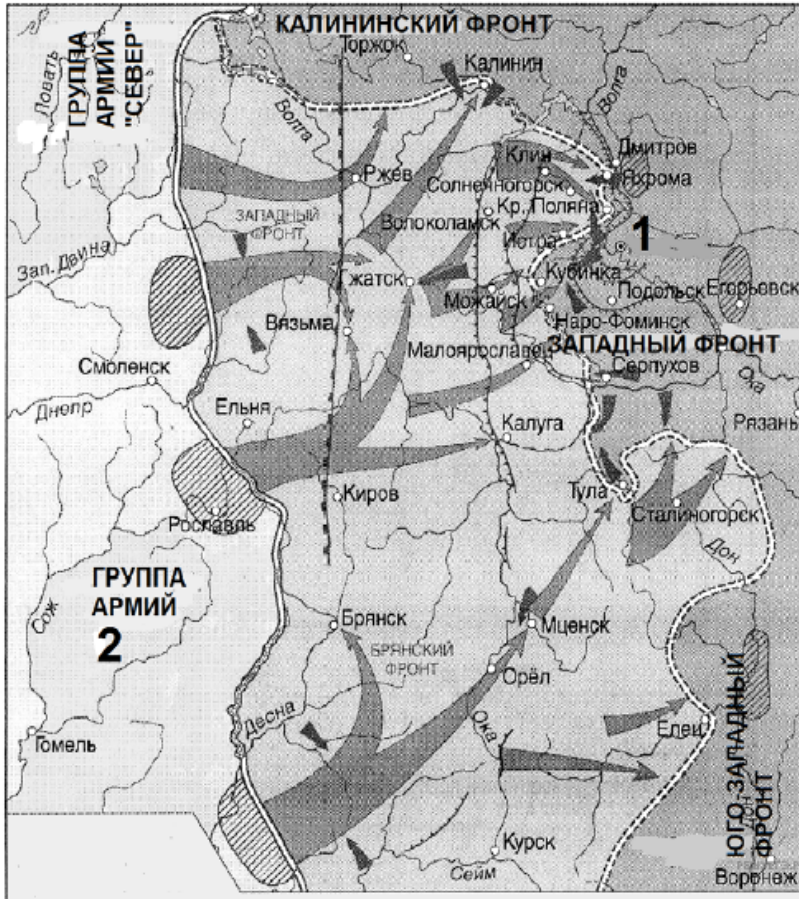 КАЛИНИНСКИЙ ФРОНТ
Торжок
Калинин
ГРУППА
АРМИЙ
"СЕВЕР"
Ловать
Волга
Волга
Дмитров
Клин
Яхрома
Ржев
Солнечногорск
Кр. Поляна
ЗАПАДНЫЙ
ФРОНТ
Волоколамск
Истра
1
Зап. Двина
Гжатск
Кубинка
Можайск
Подольск
Егорьевск
Вязьма
Наро-Фоминск
Малоярославец
ЗАПАДНЫЙ ФРОНТ
Смоленск
Серпухов
Ока
Днепр
Ельня
Калуга
Рязань
Киров
Тула
Рославль
Сталиногорск
Дон
ГРУППА
АРМИЙ
2
Сож
Брянск
Мценск
БРЯНСКИЙ
ФРОНТ
Орёл
Десна
Ока
Гомель
Елец
ЮГО-ЗАПАДНЫЙ
ФРОНТ
Дон
Курск
Сейм
Воронеж